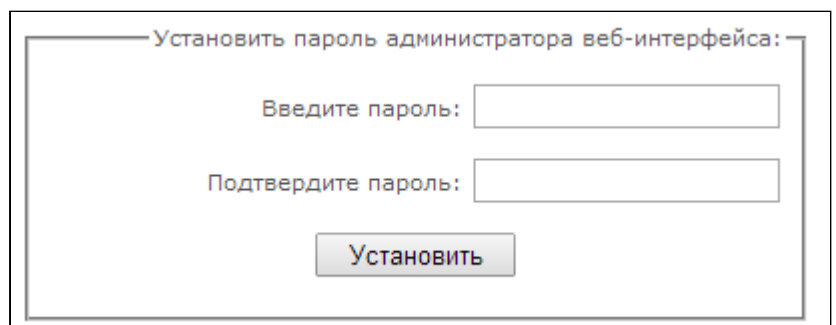 Установить пароль администратора веб-интерфейса:
Введите пароль:
Подтвердите пароль:
Установить